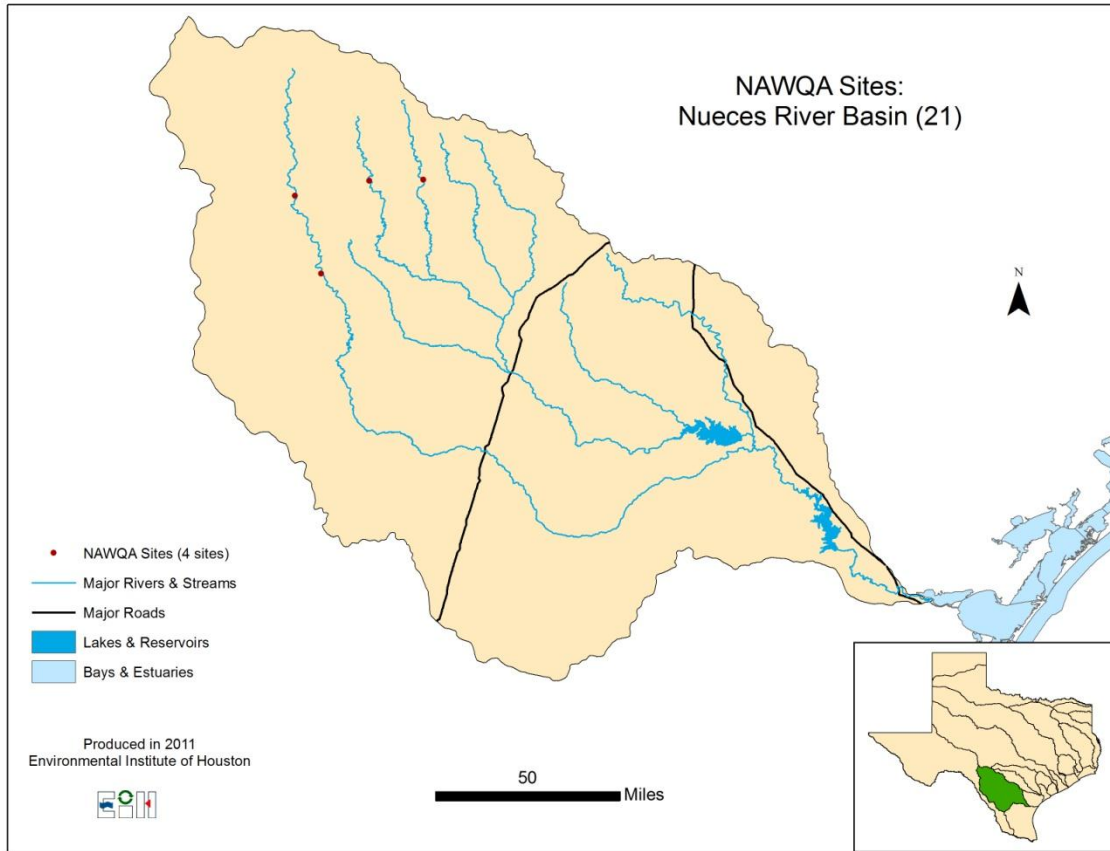 NAWQA Sites:
Nueces River Basin (21)
N
NAWQA Sites (4 sites)
Major Rivers & Streams
Major Roads
Lakes & Reservoirs
Bays & Estuaries
Produced in 2011
Environmental Institute of Houston
EIH
50
Miles